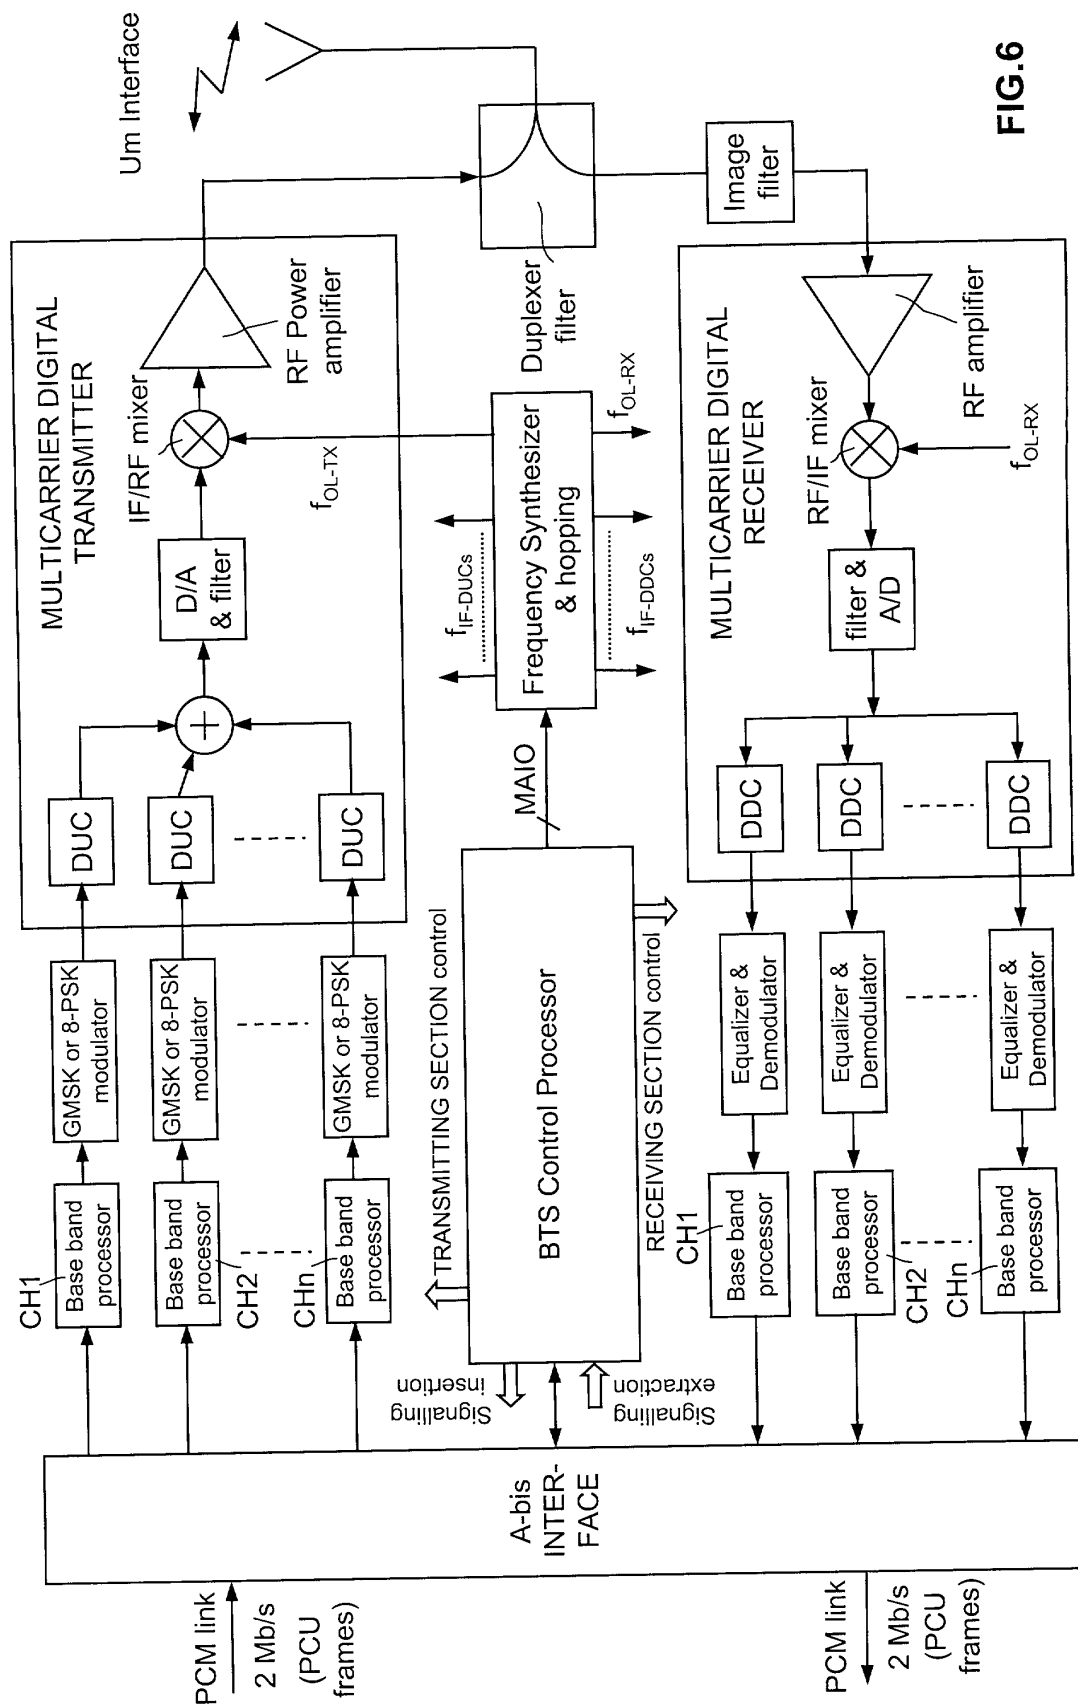 PCM link
2 Mb/s
(PCU
frames)
PCM link
2 Mb/s
(PCU
frames)
A-bis
INTER-
FACE
CH1
Base band
processor
GMSK or 8-PSK
modulator
DUC
Base band
processor
CH2
GMSK or 8-PSK
modulator
DUC
CHn
Base band
processor
GMSK or 8-PSK
modulator
DUC
MULTICARRIER DIGITAL
TRANSMITTER
+
D/A
& filter
IF/RF mixer
fOL-TX
RF Power
amplifier
Um Interface
Signalling
insertion
Signalling
extraction
TRANSMITTING SECTION control
BTS Control Processor
RECEIVING SECTION control
MAIO
fIF-DUCs
Frequency Synthesizer
& hopping
fIF-DDCs
fOL-RX
Duplexer
filter
Image
filter
MULTICARRIER DIGITAL
RECEIVER
RF amplifier
RF/IF mixer
fOL-RX
filter &
A/D
DDC
DDC
DDC
Equalizer &
Demodulator
Equalizer &
Demodulator
Equalizer &
Demodulator
CH1
Base band
processor
Base band
processor
CH2
CHn
Base band
processor
FIG.6